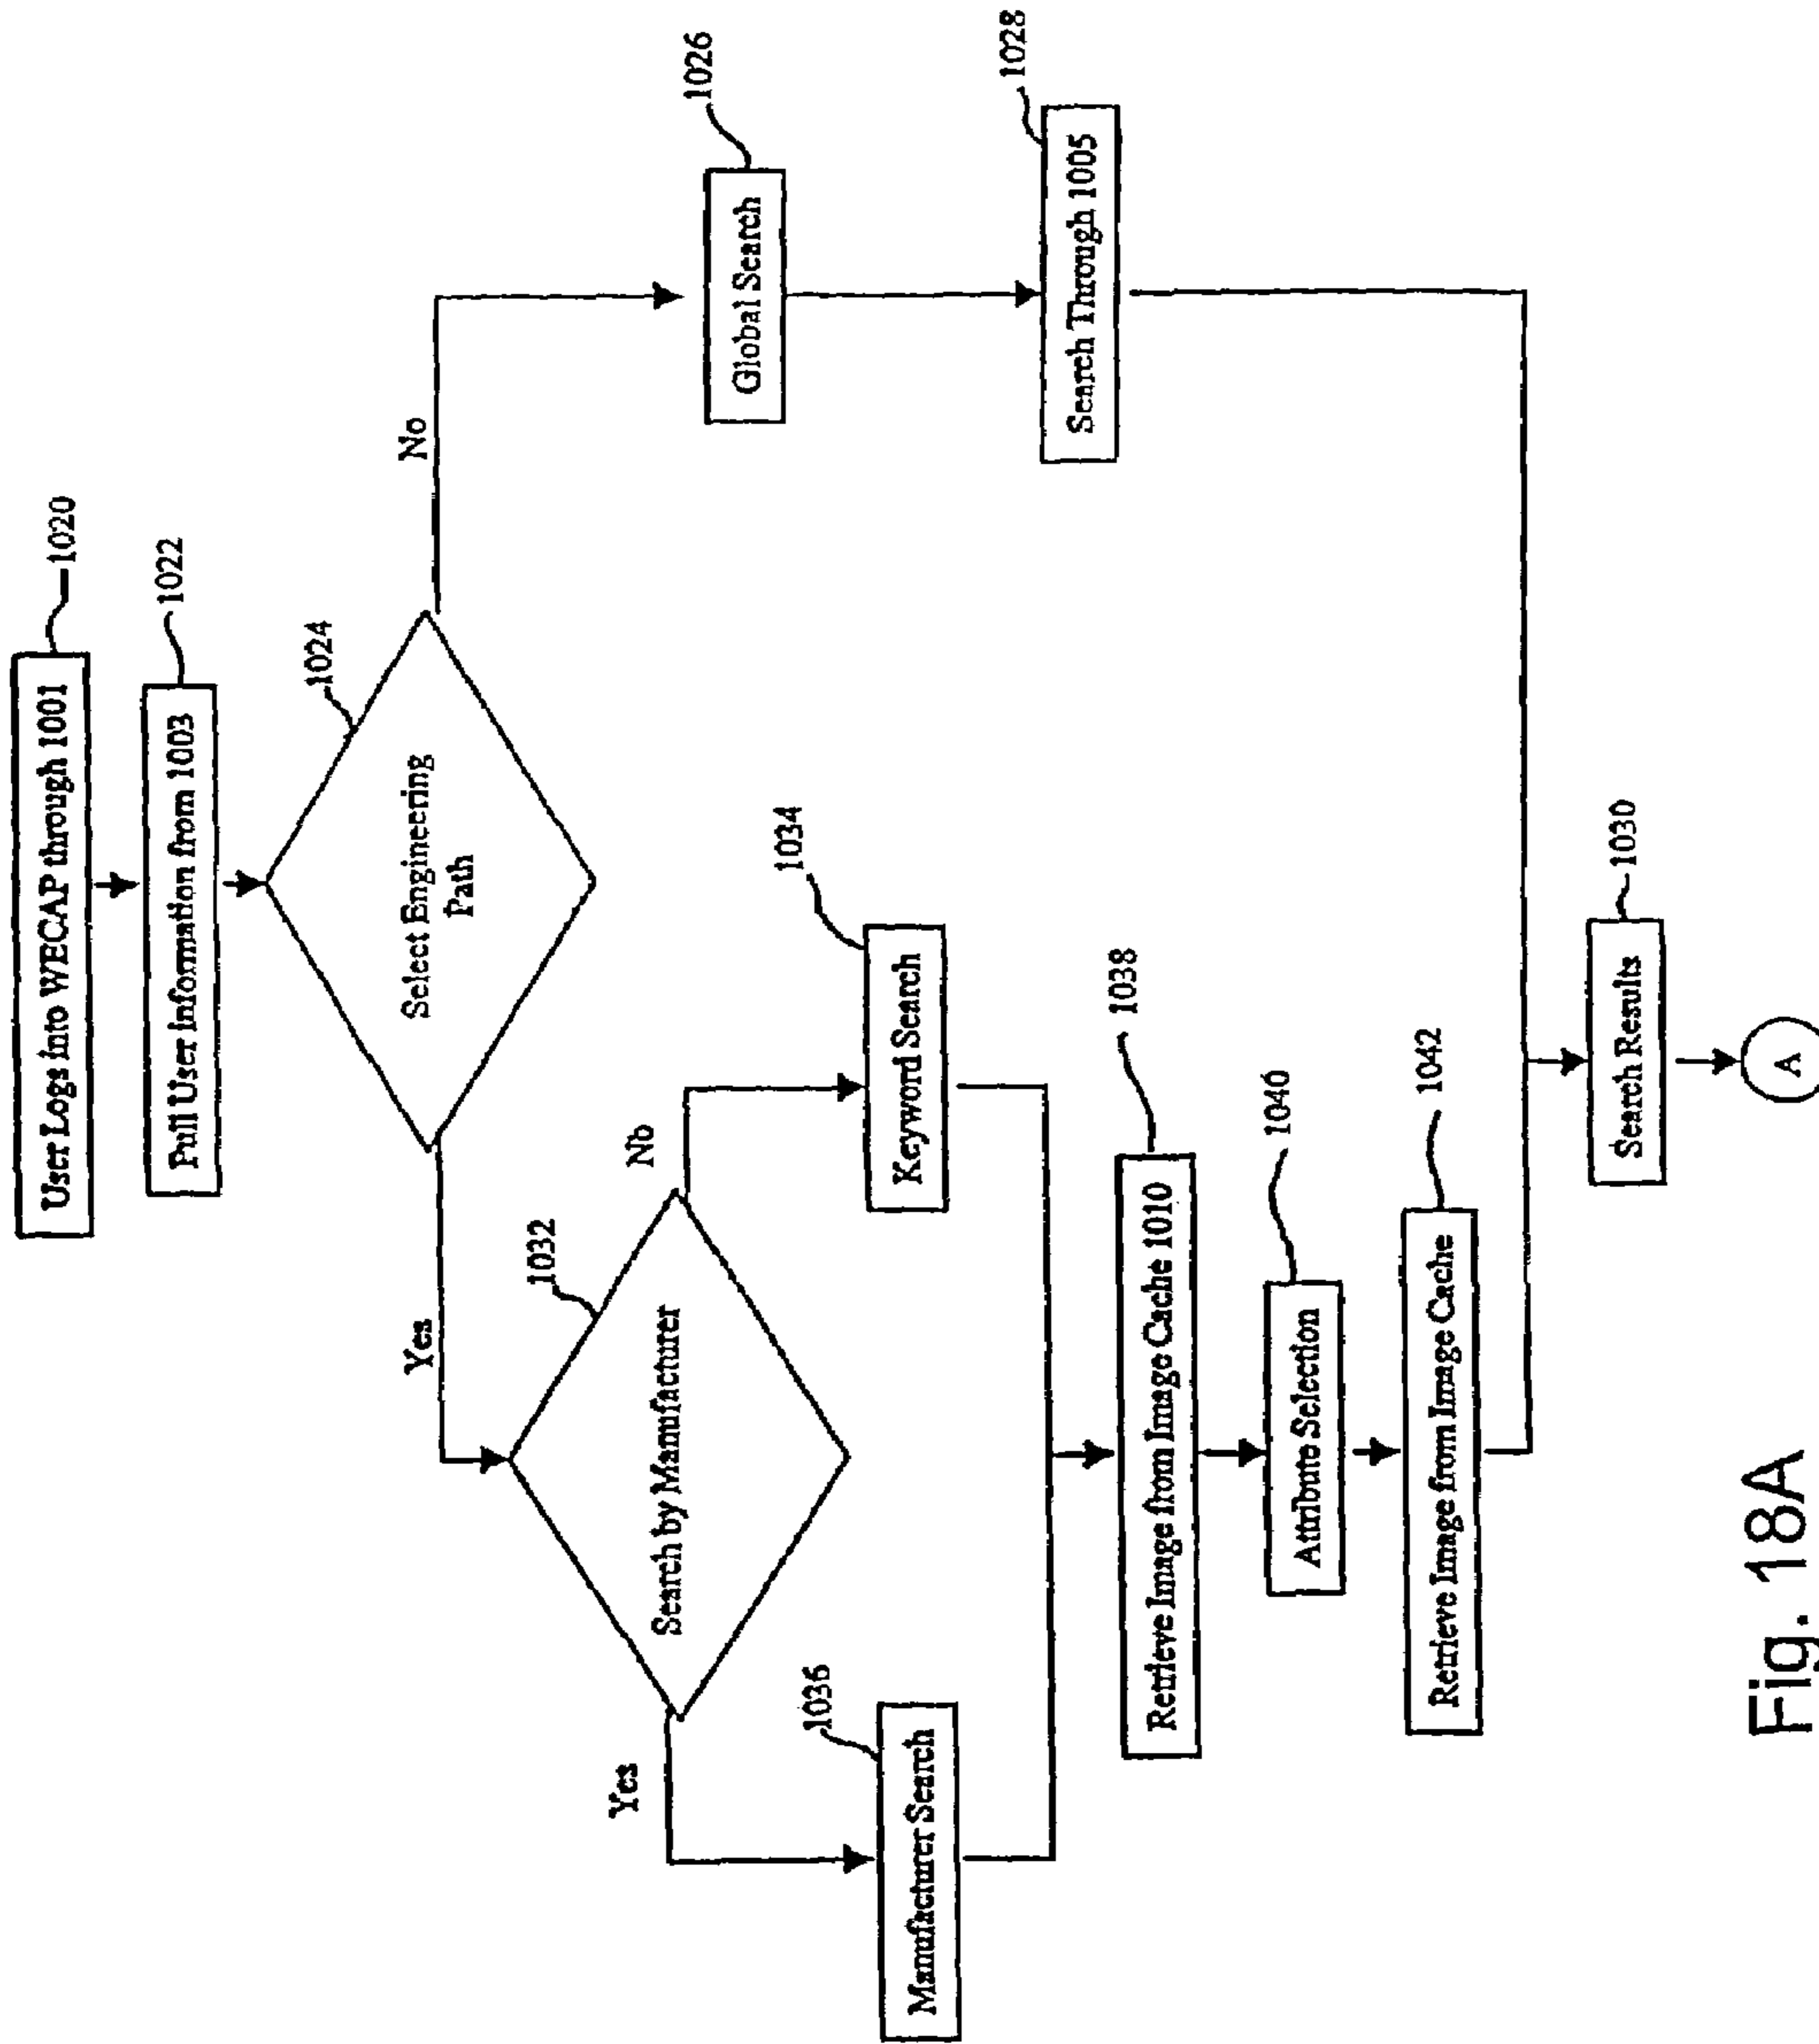 User Logs into WECAP through 1001
1020
Pull User information from 1003
1022
1024
Select Engineering
Path
Yes
No
1032
Search by Manufacturer
Yes
No
1026
Global Search
1036
Manufacturer Search
1034
Keyword Search
1028
Search Through 1005
1038
Retrieve Image from Image Cache 1010
1040
Attribute Selection
1042
Retrieve Image from Image Cache
1030
Search Results
A
Fig. 18A